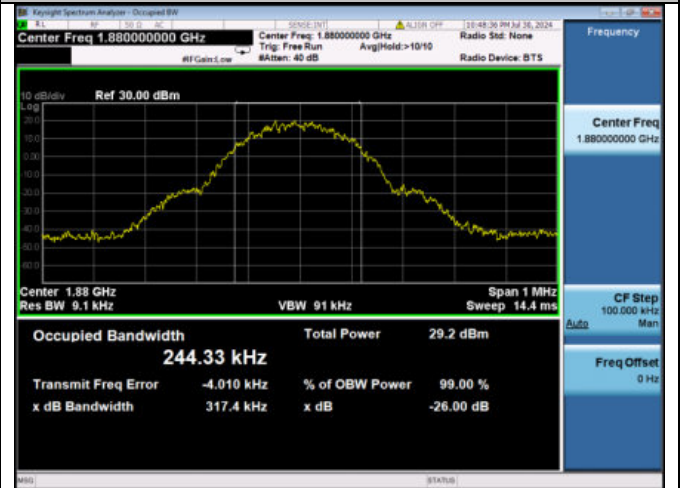 Keysight Spectrum Analyzer - Occupied BW
RL RF 50 Ω AC SENSE:INT ALIGN OFF 10:48:36 PM Jul 30, 2024
Center Freq 1.880000000 GHz
Center Freq: 1.880000000 GHz
Radio Std: None
Trig: Free Run Avg|Hold:>10/10
#IFGain:Low #Atten: 40 dB
Radio Device: BTS
10 dB/div Ref 30.00 dBm
Log
20.0
10.0
0.00
-10.0
-20.0
-30.0
-40.0
-50.0
-60.0
Center 1.88 GHz Span 1 MHz
Res BW 9.1 kHz VBW 91 kHz Sweep 14.4 ms
Occupied Bandwidth Total Power 29.2 dBm
244.33 kHz
Transmit Freq Error -4.010 kHz % of OBW Power 99.00 %
x dB Bandwidth 317.4 kHz x dB -26.00 dB
MSG STATUS
Frequency
Center Freq
1.880000000 GHz
CF Step
100.000 kHz
Auto Man
Freq Offset
0 Hz